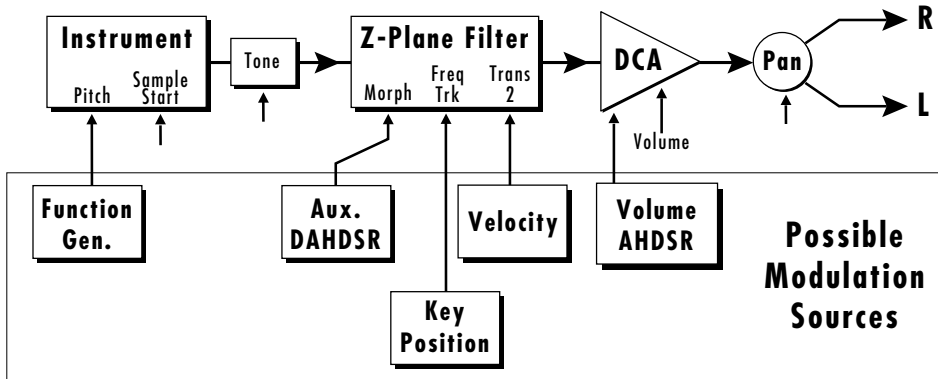 Instrument
Pitch
Sample
Start
Tone
Z-Plane Filter
Morph
Freq
Trk
Trans
2
DCA
Volume
Pan
R
L
Function
Gen.
Aux.
DAHDSR
Velocity
Volume
AHDSR
Key
Position
Possible
Modulation
Sources